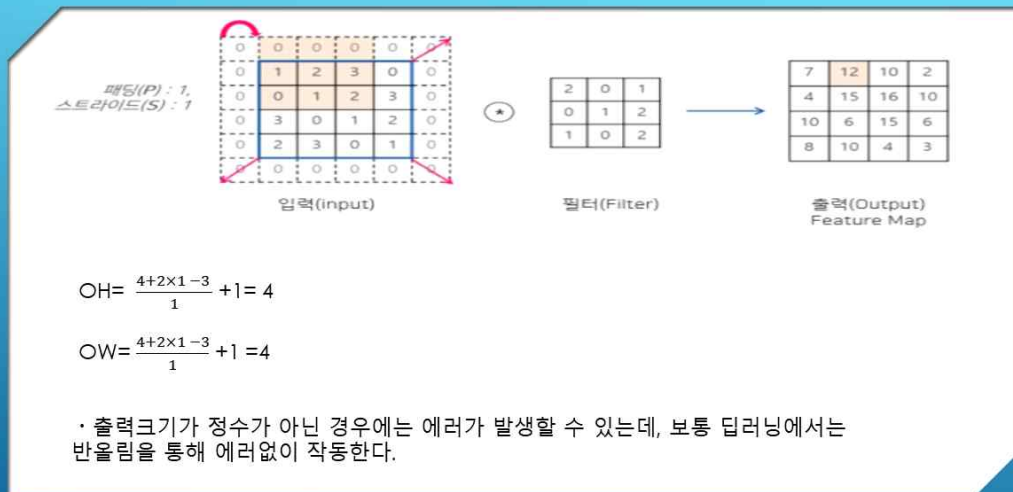 패딩(P) : 1,
스트라이드(S) : 1
0 0 0 0 0 0
0 1 2 3 0 0
0 0 1 2 3 0
0 3 0 1 2 0
0 2 3 0 1 0
0 0 0 0 0 0
입력(input)
*
2 0 1
0 1 2
1 0 2
필터(Filter)
7 12 10 2
4 15 16 10
10 6 15 6
8 10 4 3
출력(Output)
Feature Map
OH= 4+2×1−3/1 +1= 4
OW= 4+2×1−3/1 +1 =4
· 출력크기가 정수가 아닌 경우에는 에러가 발생할 수 있는데, 보통 딥러닝에서는
반올림을 통해 에러없이 작동한다.